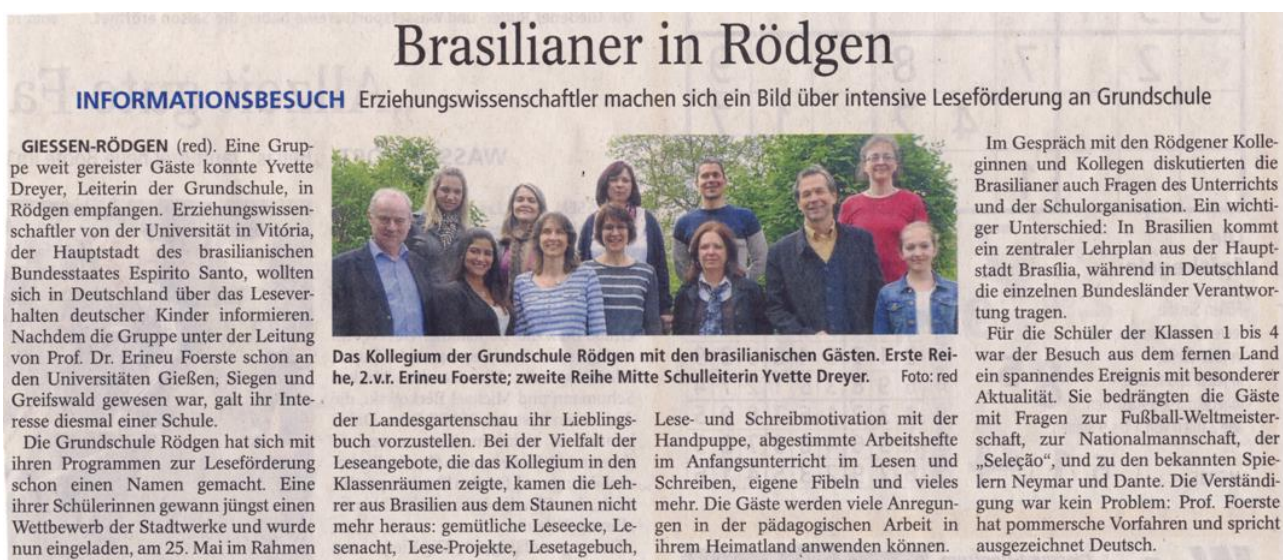 Brasilianer in Rödgen
INFORMATIONSBESUCH Erziehungswissenschaftler machen sich ein Bild über intensive Leseförderung an Grundschule
GIESSEN-RÖDGEN (red). Eine Grup-
pe weit gereister Gäste konnte Yvette
Dreyer, Leiterin der Grundschule, in
Rödgen empfangen. Erziehungswissen-
schaftler von der Universität in Vitória,
der Hauptstadt des brasilianischen
Bundesstaates Espirito Santo, wollten
sich in Deutschland über das Lesever-
halten deutscher Kinder informieren.
Nachdem die Gruppe unter der Leitung
von Prof. Dr. Erineu Foerste schon an
den Universitäten Gießen, Siegen und
Greifswald gewesen war, galt ihr Inte-
resse diesmal einer Schule.
Die Grundschule Rödgen hat sich mit
ihren Programmen zur Leseförderung
schon einen Namen gemacht. Eine
ihrer Schülerinnen gewann jüngst einen
Wettbewerb der Stadtwerke und wurde
nun eingeladen, am 25. Mai im Rahmen
Das Kollegium der Grundschule Rödgen mit den brasilianischen Gästen. Erste Rei-
he, 2.v.r. Erineu Foerste; zweite Reihe Mitte Schulleiterin Yvette Dreyer. Foto: red
der Landesgartenschau ihr Lieblings-
buch vorzustellen. Bei der Vielfalt der
Leseangebote, die das Kollegium in den
Klassenräumen zeigte, kamen die Leh-
rer aus Brasilien aus dem Staunen nicht
mehr heraus: gemütliche Leseecke, Le-
senacht, Lese-Projekte, Lesetagebuch,
Lese- und Schreibmotivation mit der
Handpuppe, abgestimmte Arbeitshefte
im Anfangsunterricht im Lesen und
Schreiben, eigene Fibeln und vieles
mehr. Die Gäste werden viele Anregun-
gen in der pädagogischen Arbeit in
ihrem Heimatland anwenden können.
Im Gespräch mit den Rödgener Kolle-
ginnen und Kollegen diskutierten die
Brasilianer auch Fragen des Unterrichts
und der Schulorganisation. Ein wichti-
ger Unterschied: In Brasilien kommt
ein zentraler Lehrplan aus der Haupt-
stadt Brasília, während in Deutschland
die einzelnen Bundesländer Verantwor-
tung tragen.
Für die Schüler der Klassen 1 bis 4
war der Besuch aus dem fernen Land
ein spannendes Ereignis mit besonderer
Aktualität. Sie bedrängten die Gäste
mit Fragen zur Fußball-Weltmeister-
schaft, zur Nationalmannschaft, der
„Seleção“, und zu den bekannten Spie-
lern Neymar und Dante. Die Verständi-
gung war kein Problem: Prof. Foerste
hat pommersche Vorfahren und spricht
ausgezeichnet Deutsch.